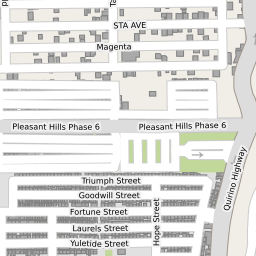 STA AVE
Magenta
Pleasant Hills Phase 6
Pleasant Hills Phase 6
Triumph Street
Goodwill Street
Fortune Street
Laurels Street
Yuletide Street
Hope Street
Quirino Highway